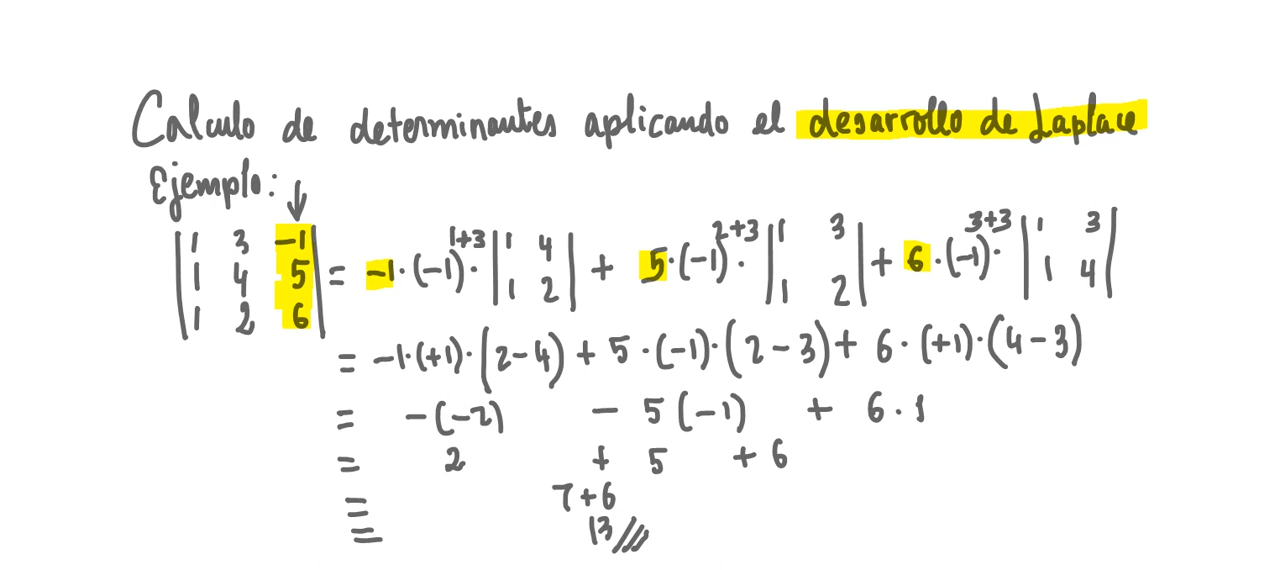 Calculo de determinantes aplicando el desarrollo de Laplace
Ejemplo: ↓
|1 3 -1|
|1 4 5| = -1·(-1)^(1+3)·|1 4; 1 2| + 5·(-1)^(2+3)·|1 3; 1 2| + 6·(-1)^(3+3)·|1 3; 1 4|
|1 2 6|
= -1·(+1)·(2-4) + 5·(-1)·(2-3) + 6·(+1)·(4-3)
= -(-2) - 5(-1) + 6·1
= 2 + 5 + 6
= 7+6
= 13///